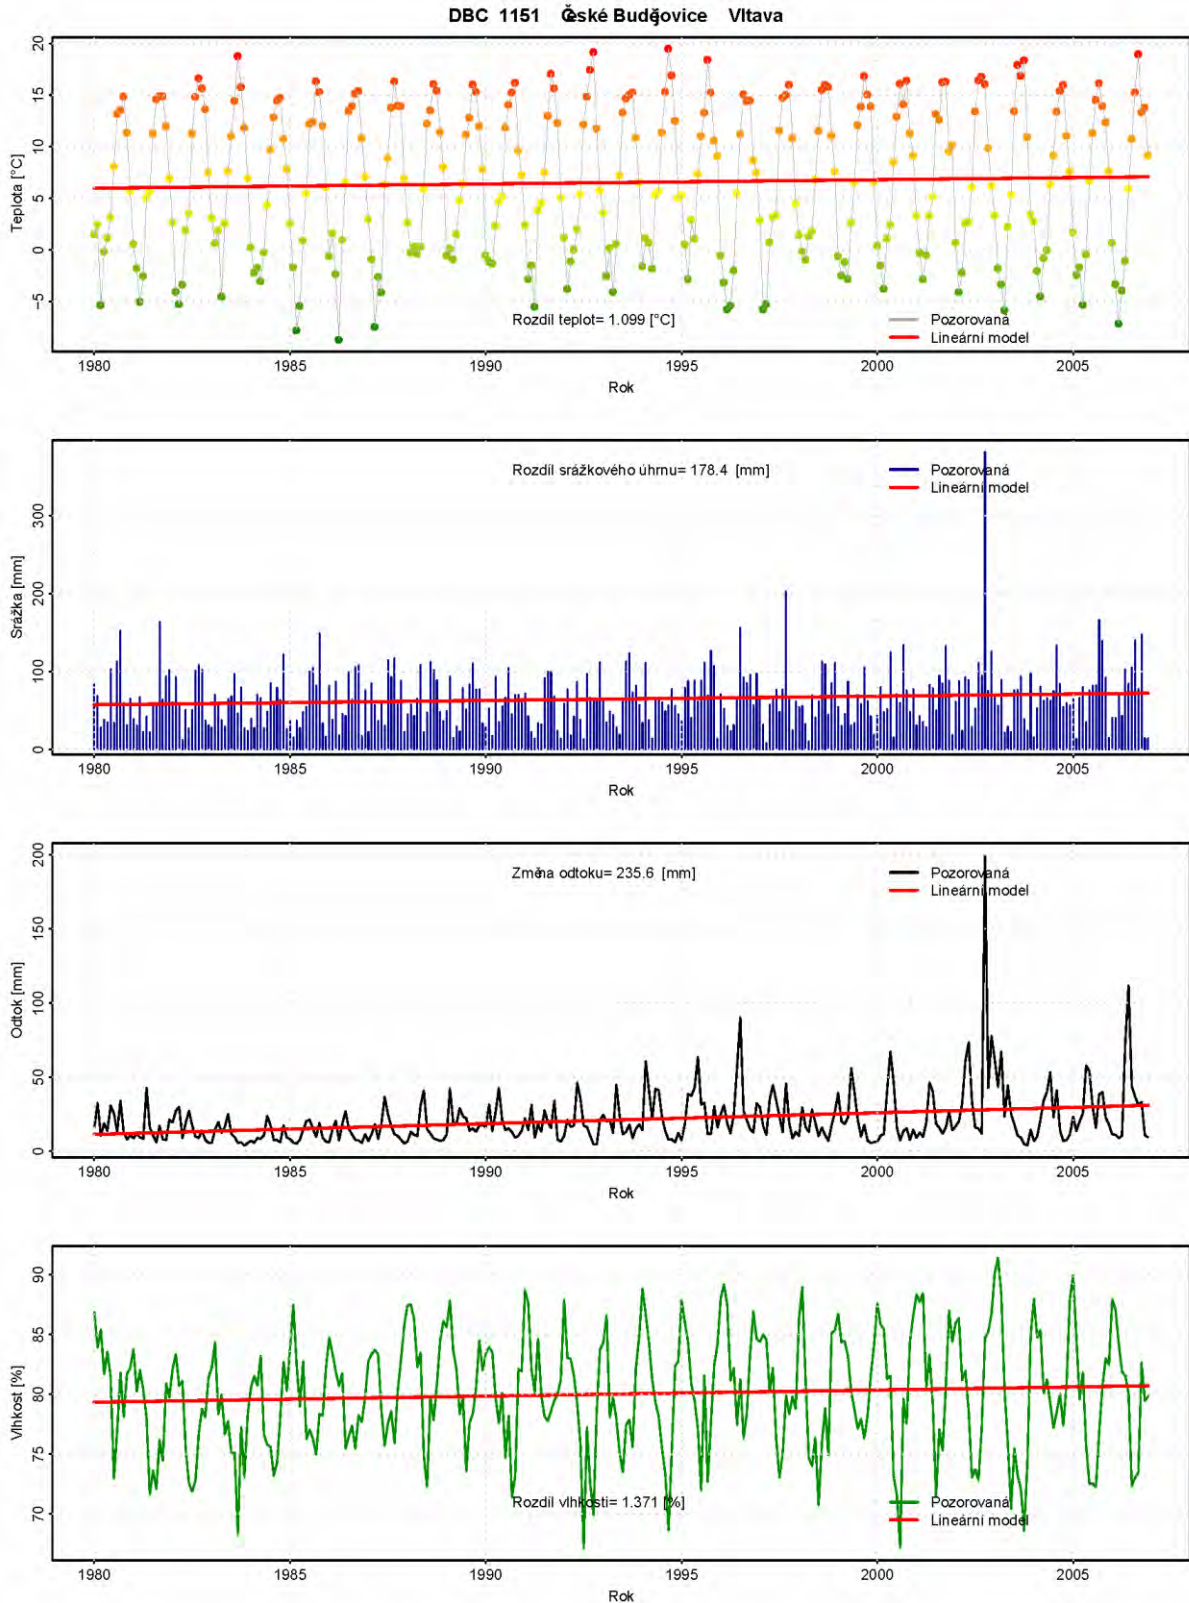 DBC 1151 České Budějovice Vltava
20
15
10
5
0
−5
Teplota [°C]
Rozdíl teplot= 1.099 [°C]
Pozorovaná
Lineární model
1980 1985 1990 1995 2000 2005
Rok
300
200
100
0
Srážka [mm]
Rozdíl srážkového úhrnu= 178.4 [mm]
Pozorovaná
Lineární model
1980 1985 1990 1995 2000 2005
Rok
200
150
100
50
0
Odtok [mm]
Změna odtoku= 235.6 [mm]
Pozorovaná
Lineární model
1980 1985 1990 1995 2000 2005
Rok
90
85
80
75
70
Vlhkost [%]
Rozdíl vlhkosti= 1.371 [%]
Pozorovaná
Lineární model
1980 1985 1990 1995 2000 2005
Rok